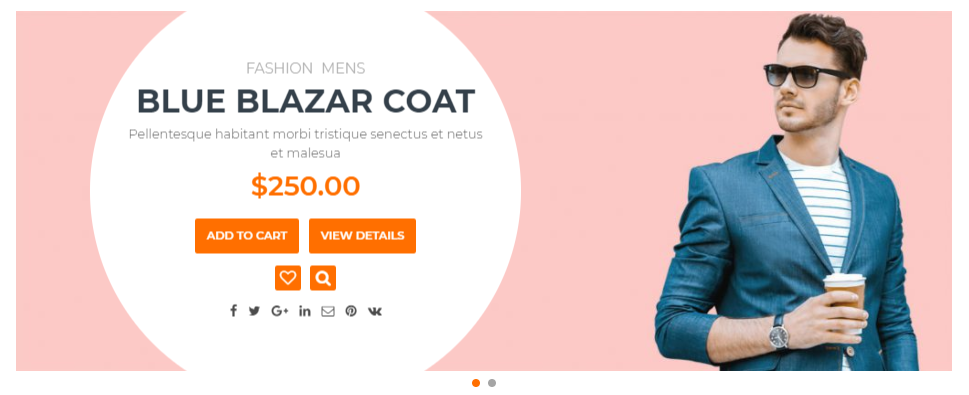 FASHION MENS
BLUE BLAZAR COAT
Pellentesque habitant morbi tristique senectus et netus
et malesua
$250.00
ADD TO CART VIEW DETAILS